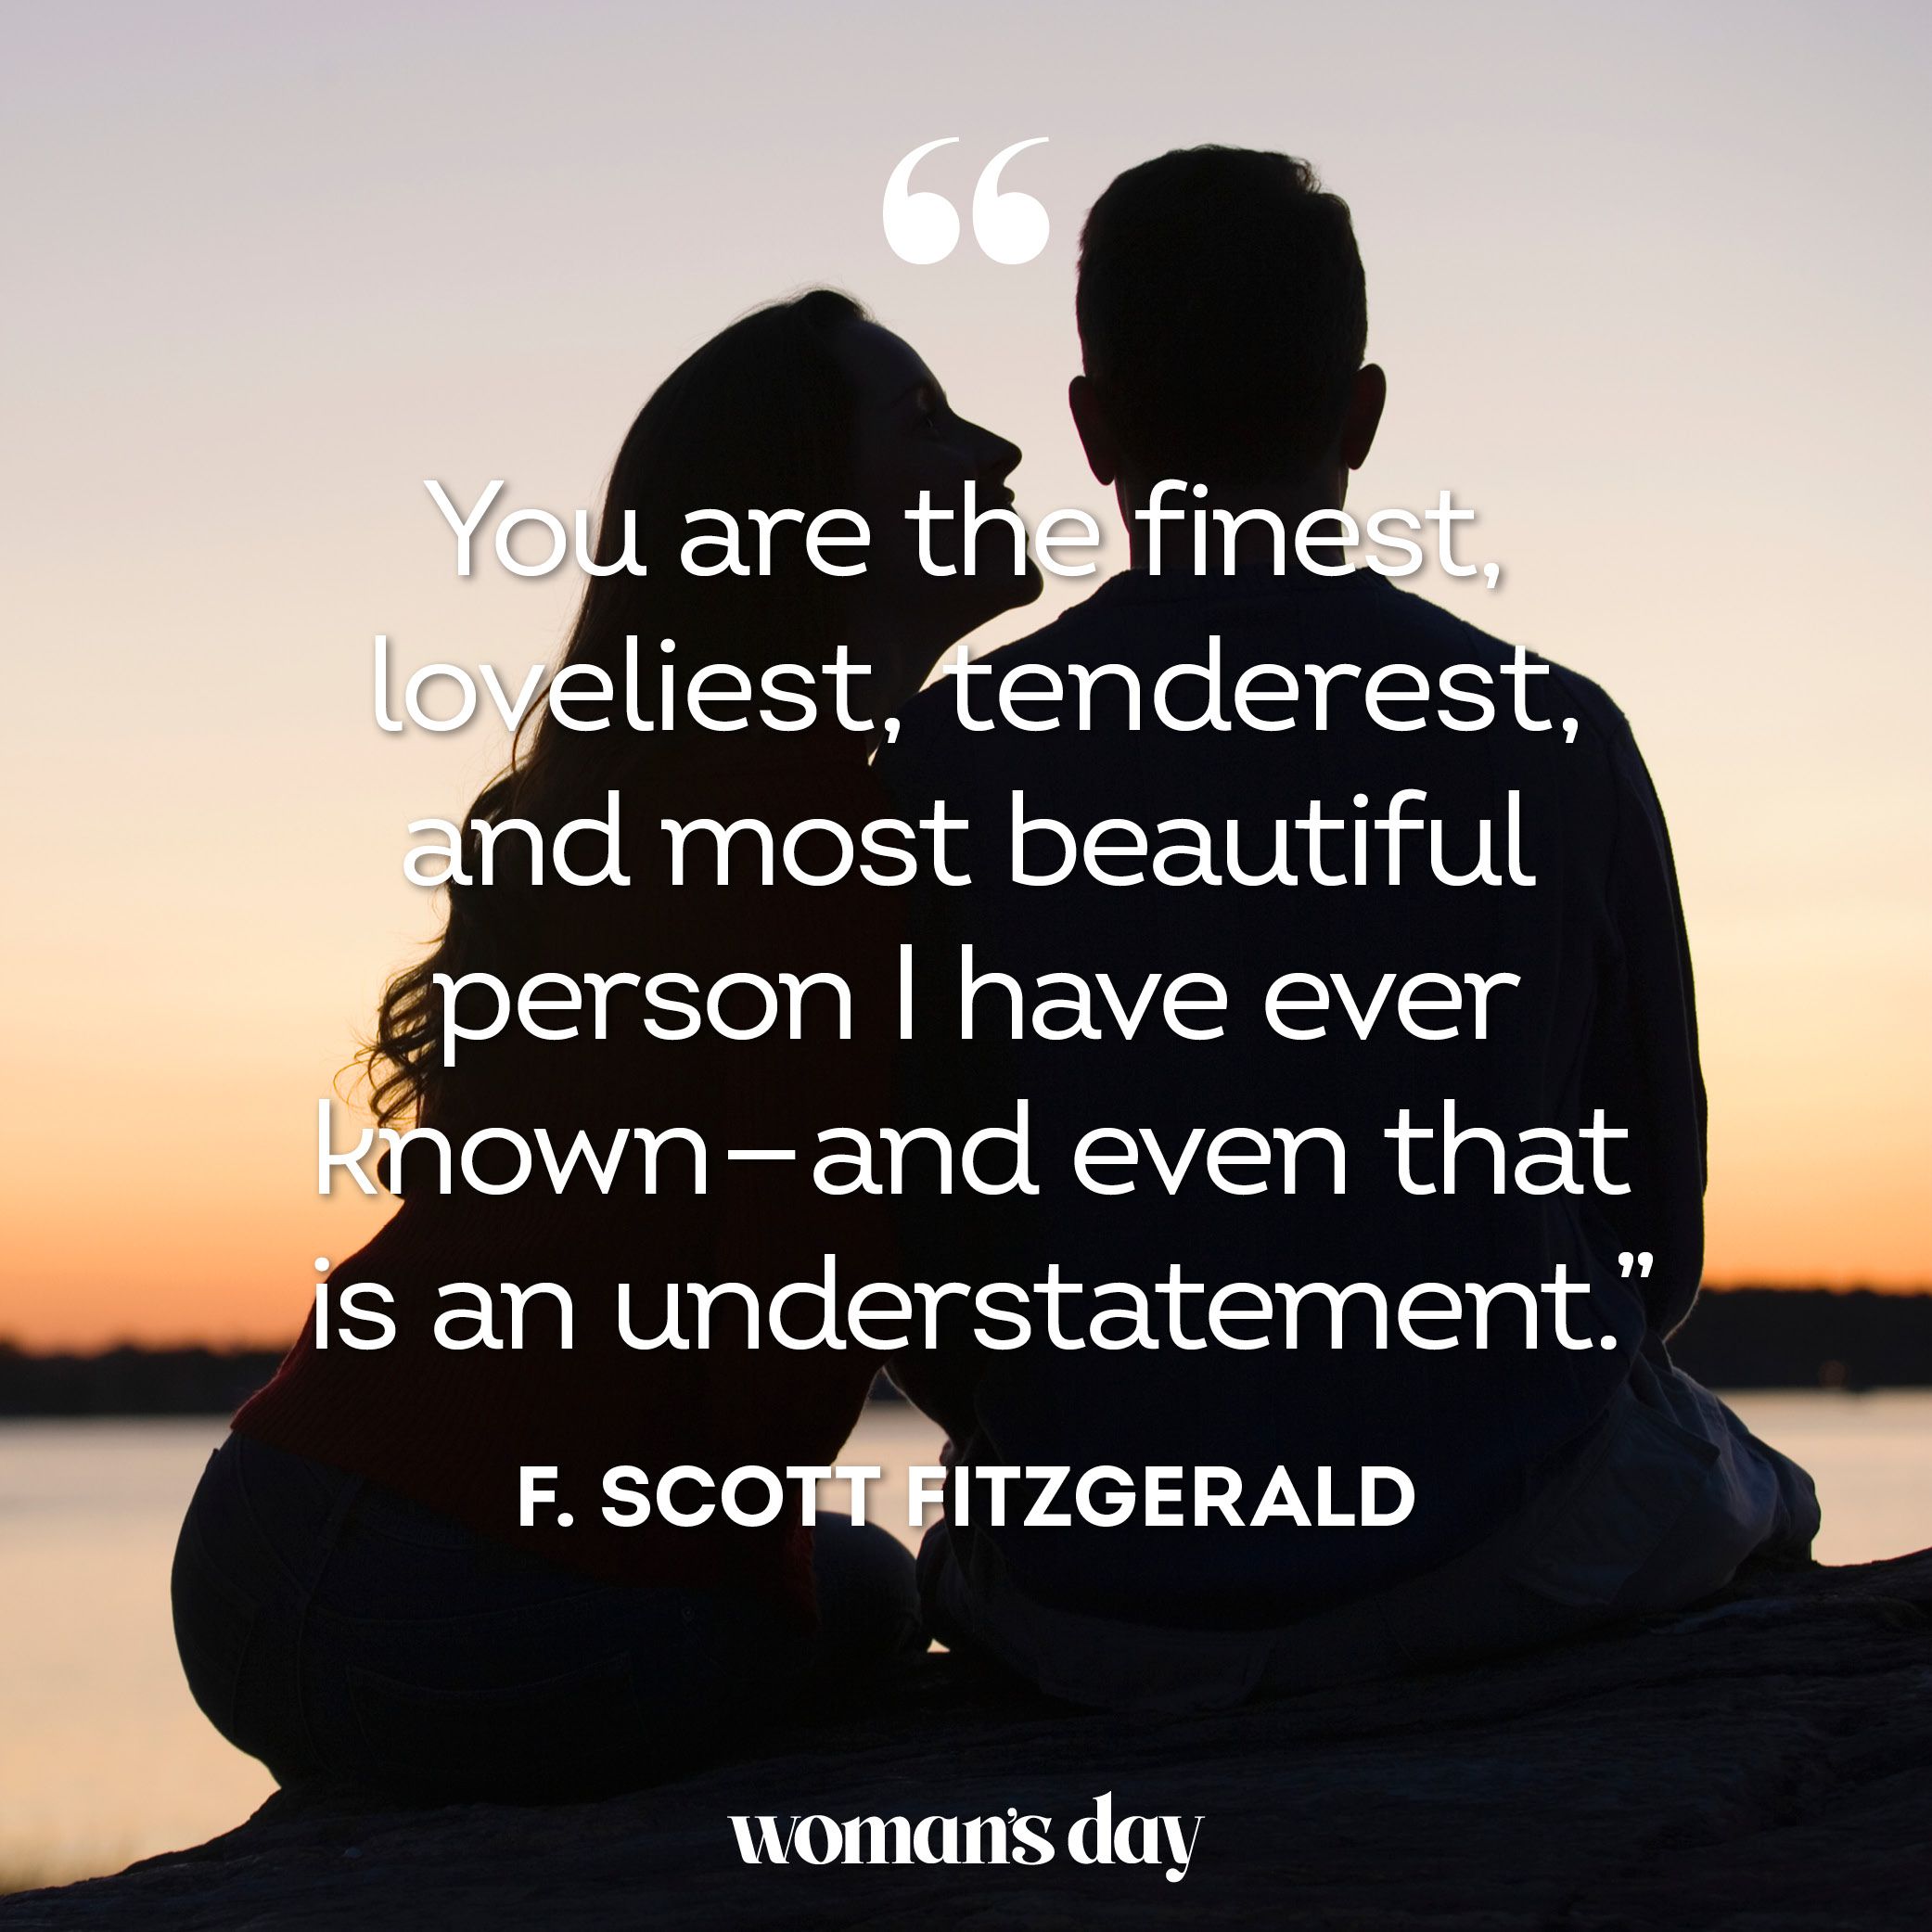 “
You are the finest,
loveliest, tenderest,
and most beautiful
person I have ever
known—and even that
is an understatement.”
F. SCOTT FITZGERALD
woman's day